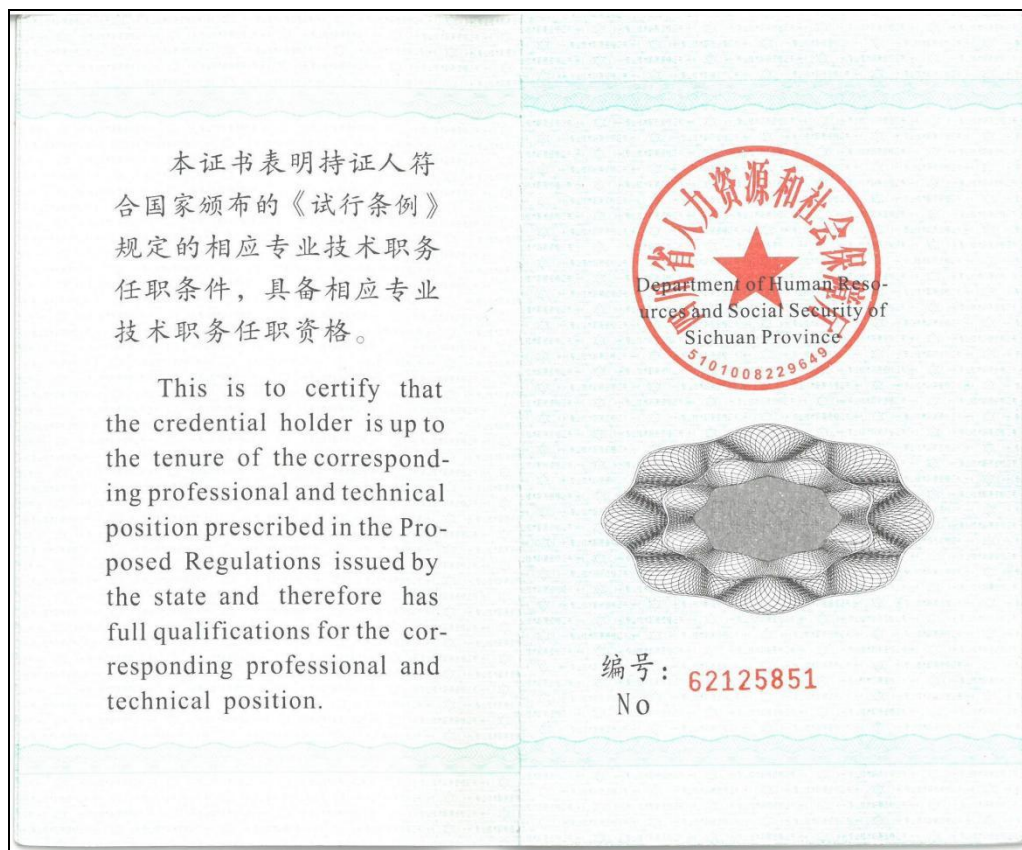 本证书表明持证人符
合国家颁布的《试行条例》
规定的相应专业技术职务
任职条件，具备相应专业
技术职务任职资格。
This is to certify that
the credential holder is up to
the tenure of the correspond-
ing professional and technical
position prescribed in the Pro-
posed Regulations issued by
the state and therefore has
full qualifications for the cor-
responding professional and
technical position.
四川省人力资源和社会保障厅
Department of Human Reso-
urces and Social Security of
Sichuan Province
5101008229649
编号： 62125851
No